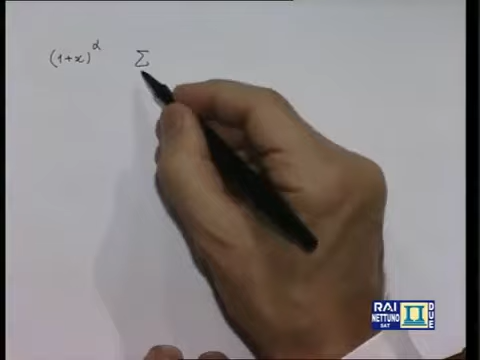 (1+x)^α Σ
RAI
NETTUNO
SAT
DUE